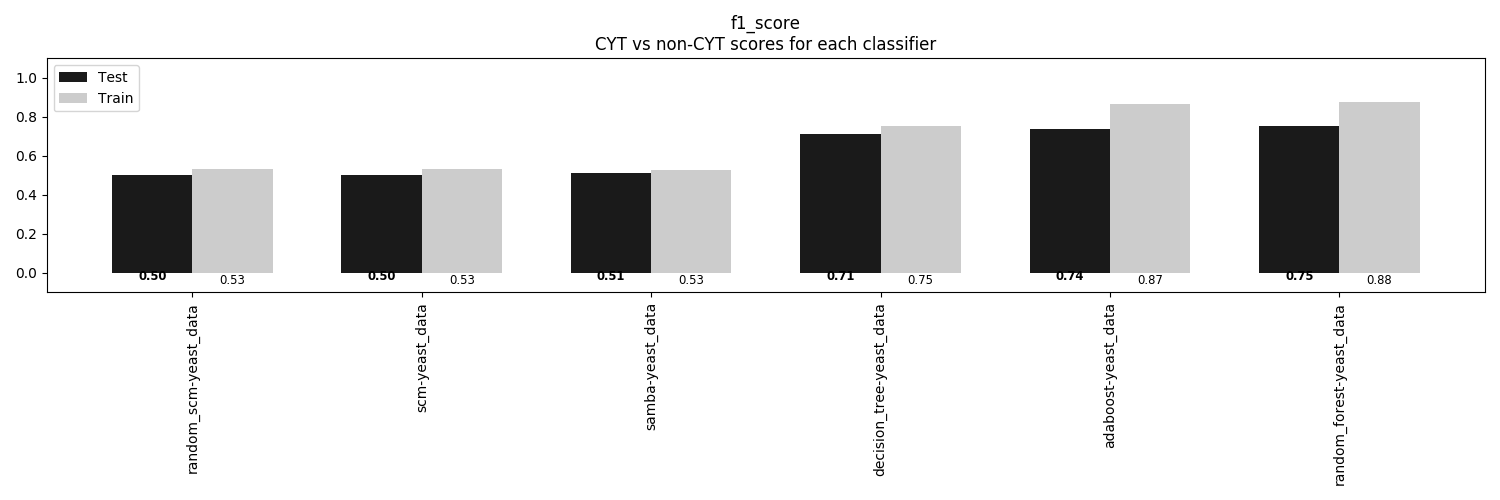 f1_score
CYT vs non-CYT scores for each classifier
Test
Train
1.0
0.8
0.6
0.4
0.2
0.0
0.50 0.53 0.50 0.53 0.51 0.53 0.71 0.75 0.74 0.87 0.75 0.88
random_scm-yeast_data
scm-yeast_data
samba-yeast_data
decision_tree-yeast_data
adaboost-yeast_data
random_forest-yeast_data